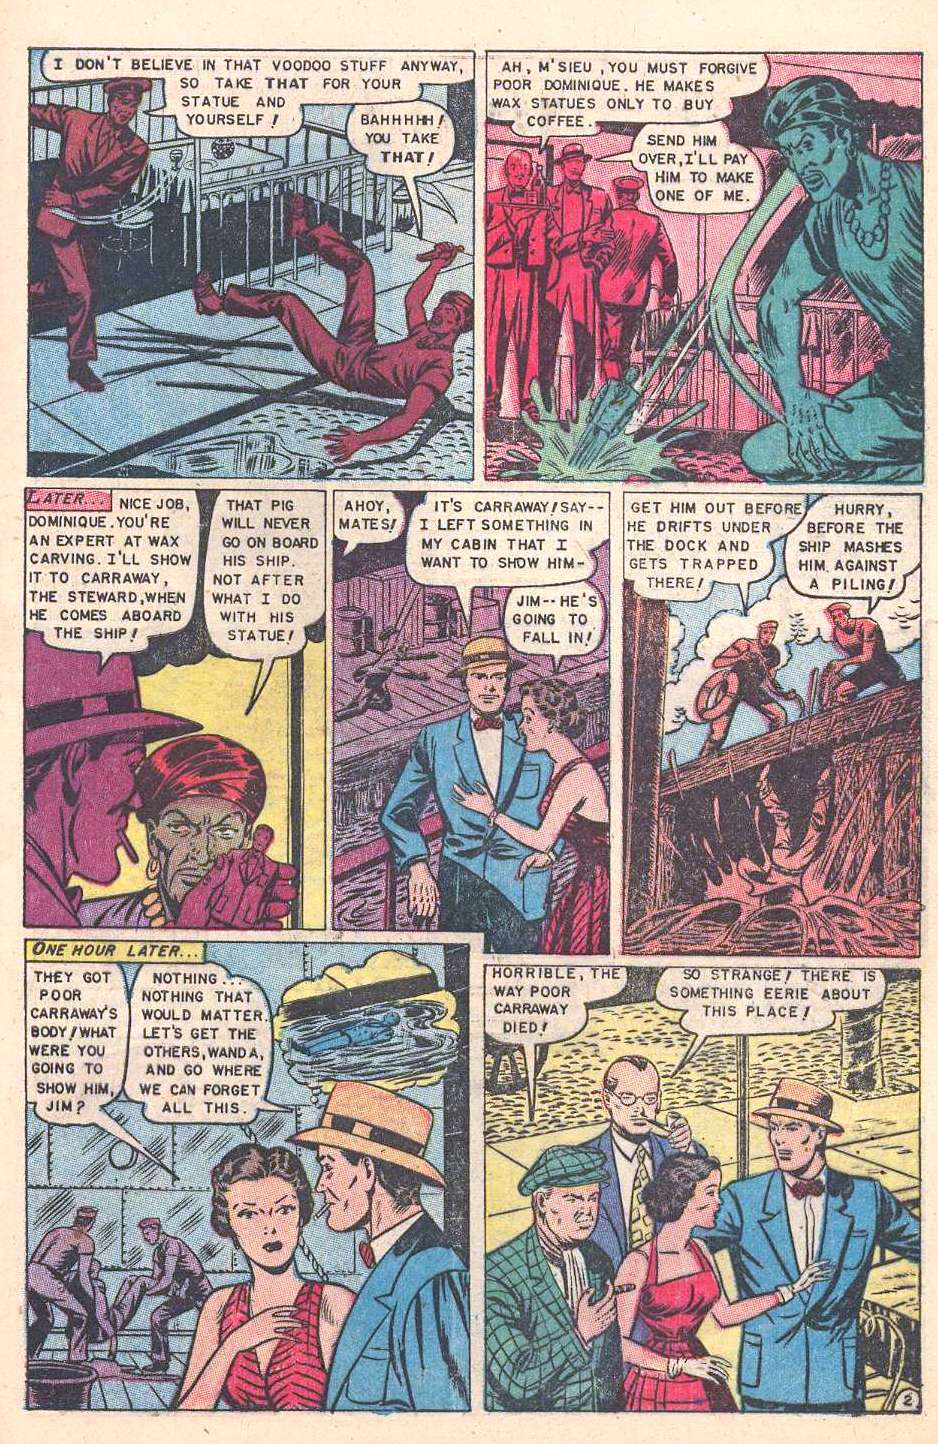 I DON'T BELIEVE IN THAT VOODOO STUFF ANYWAY,
SO TAKE THAT FOR YOUR
STATUE AND
YOURSELF!
BAHHHHH!
YOU TAKE
THAT!
AH, M'SIEU, YOU MUST FORGIVE
POOR DOMINIQUE. HE MAKES
WAX STATUES ONLY TO BUY
COFFEE.
SEND HIM
OVER, I'LL PAY
HIM TO MAKE
ONE OF ME.
LATER...
NICE JOB,
DOMINIQUE. YOU'RE
AN EXPERT AT WAX
CARVING. I'LL SHOW
IT TO CARRAWAY,
THE STEWARD, WHEN
HE COMES ABOARD
THE SHIP!
THAT PIG
WILL NEVER
GO ON BOARD
HIS SHIP.
NOT AFTER
WHAT I DO
WITH HIS
STATUE!
AHOY,
MATES!
IT'S CARRAWAY! SAY--
I LEFT SOMETHING IN
MY CABIN THAT I
WANT TO SHOW HIM-
JIM-- HE'S
GOING TO
FALL IN!
GET HIM OUT BEFORE
HE DRIFTS UNDER
THE DOCK AND
GETS TRAPPED
THERE!
HURRY,
BEFORE THE
SHIP MASHES
HIM AGAINST
A PILING!
ONE HOUR LATER...
THEY GOT
POOR
CARRAWAY'S
BODY! WHAT
WERE YOU
GOING TO
SHOW HIM,
JIM?
NOTHING...
NOTHING THAT
WOULD MATTER.
LET'S GET THE
OTHERS, WANDA,
AND GO WHERE
WE CAN FORGET
ALL THIS.
HORRIBLE, THE
WAY POOR
CARRAWAY
DIED!
SO STRANGE! THERE IS
SOMETHING EERIE ABOUT
THIS PLACE!
2